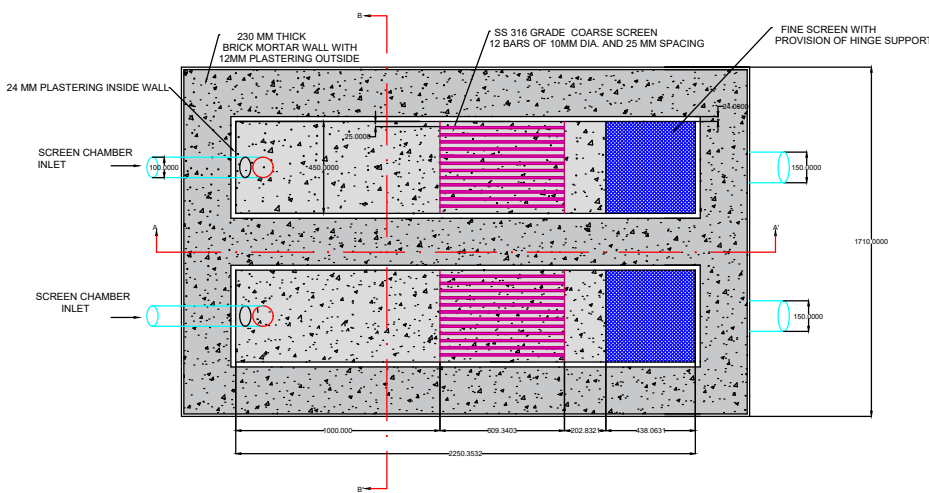 B
230 MM THICK
BRICK MORTAR WALL WITH
12MM PLASTERING OUTSIDE
SS 316 GRADE COARSE SCREEN
12 BARS OF 10MM DIA. AND 25 MM SPACING
FINE SCREEN WITH
PROVISION OF HINGE SUPPORT
24 MM PLASTERING INSIDE WALL
24.0000
25.0000
SCREEN CHAMBER
INLET
100.0000
450.0000
150.0000
A
A'
1710.0000
SCREEN CHAMBER
INLET
150.0000
1000.000
609.3403
202.8321
438.0631
2250.3532
B'